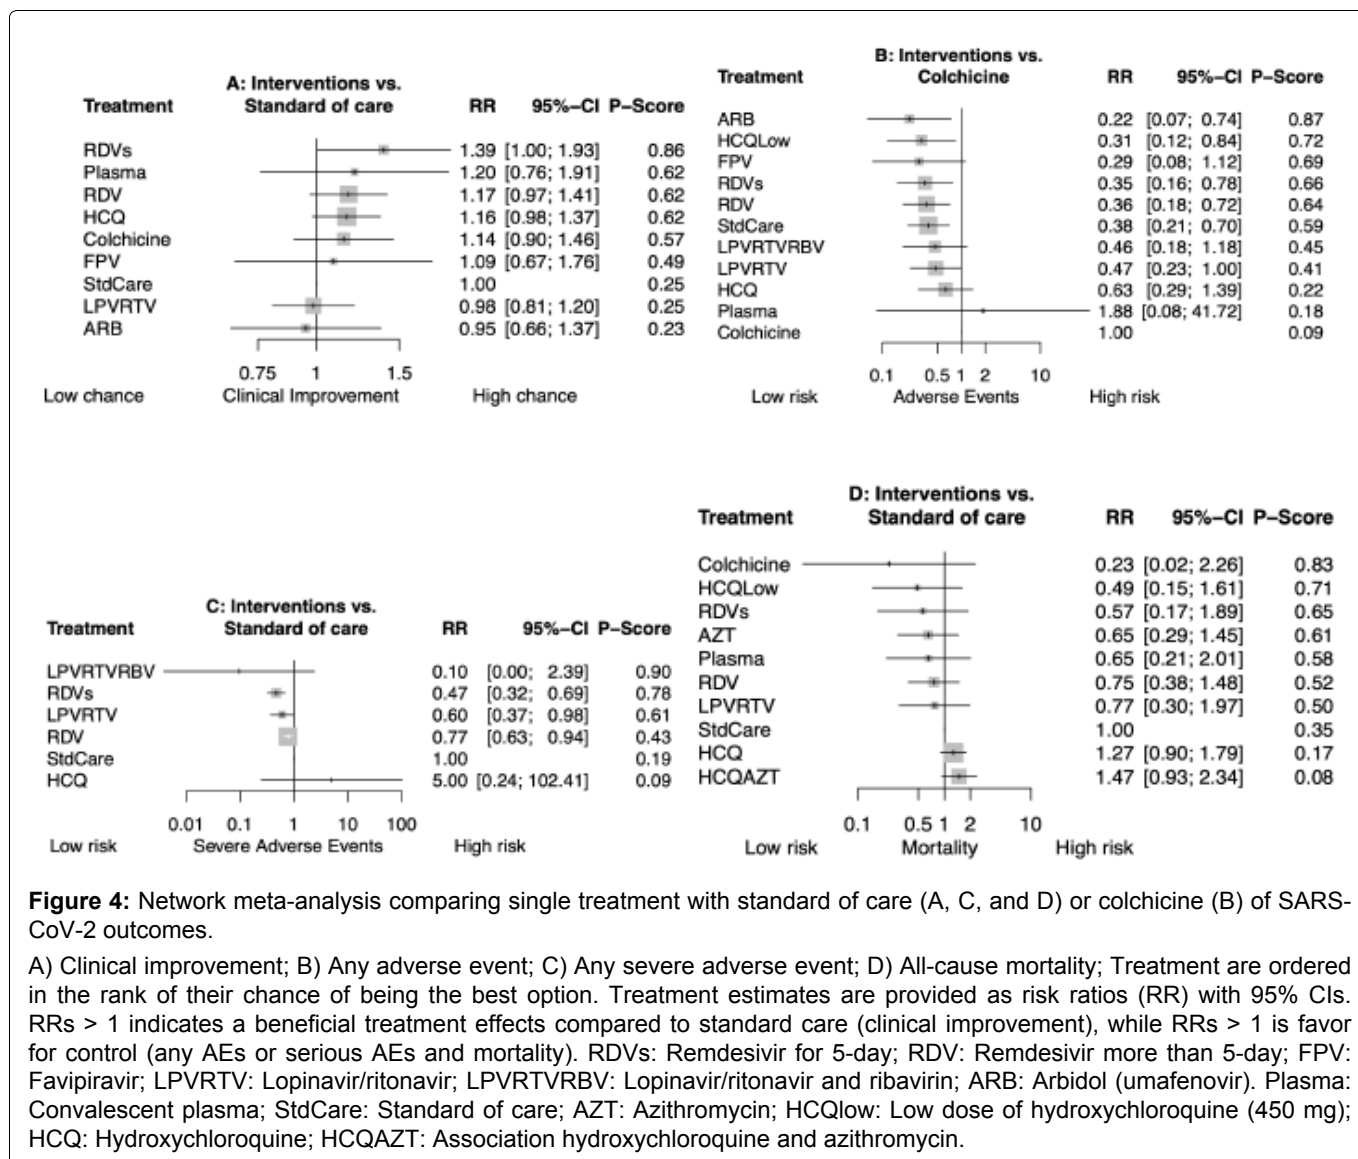 A: Interventions vs.
Treatment Standard of care RR 95%–CI P–Score
RDVs 1.39 [1.00; 1.93] 0.86
Plasma 1.20 [0.76; 1.91] 0.62
RDV 1.17 [0.97; 1.41] 0.62
HCQ 1.16 [0.98; 1.37] 0.62
Colchicine 1.14 [0.90; 1.46] 0.57
FPV 1.09 [0.67; 1.76] 0.49
StdCare 1.00 0.25
LPVRTV 0.98 [0.81; 1.20] 0.25
ARB 0.95 [0.66; 1.37] 0.23
0.75 1 1.5
Low chance Clinical Improvement High chance
B: Interventions vs.
Treatment Colchicine RR 95%–CI P–Score
ARB 0.22 [0.07; 0.74] 0.87
HCQLow 0.31 [0.12; 0.84] 0.72
FPV 0.29 [0.08; 1.12] 0.69
RDVs 0.35 [0.16; 0.78] 0.66
RDV 0.36 [0.18; 0.72] 0.64
StdCare 0.38 [0.21; 0.70] 0.59
LPVRTVRBV 0.46 [0.18; 1.18] 0.45
LPVRTV 0.47 [0.23; 1.00] 0.41
HCQ 0.63 [0.29; 1.39] 0.22
Plasma 1.88 [0.08; 41.72] 0.18
Colchicine 1.00 0.09
0.1 0.5 1 2 10
Low risk Adverse Events High risk
C: Interventions vs.
Treatment Standard of care RR 95%–CI P–Score
LPVRTVRBV 0.10 [0.00; 2.39] 0.90
RDVs 0.47 [0.32; 0.69] 0.78
LPVRTV 0.60 [0.37; 0.98] 0.61
RDV 0.77 [0.63; 0.94] 0.43
StdCare 1.00 0.19
HCQ 5.00 [0.24; 102.41] 0.09
0.01 0.1 1 10 100
Low risk Severe Adverse Events High risk
D: Interventions vs.
Treatment Standard of care RR 95%–CI P–Score
Colchicine 0.23 [0.02; 2.26] 0.83
HCQLow 0.49 [0.15; 1.61] 0.71
RDVs 0.57 [0.17; 1.89] 0.65
AZT 0.65 [0.29; 1.45] 0.61
Plasma 0.65 [0.21; 2.01] 0.58
RDV 0.75 [0.38; 1.48] 0.52
LPVRTV 0.77 [0.30; 1.97] 0.50
StdCare 1.00 0.35
HCQ 1.27 [0.90; 1.79] 0.17
HCQAZT 1.47 [0.93; 2.34] 0.08
0.1 0.5 1 2 10
Low risk Mortality High risk
Figure 4: Network meta-analysis comparing single treatment with standard of care (A, C, and D) or colchicine (B) of SARS-
CoV-2 outcomes.
A) Clinical improvement; B) Any adverse event; C) Any severe adverse event; D) All-cause mortality; Treatment are ordered
in the rank of their chance of being the best option. Treatment estimates are provided as risk ratios (RR) with 95% CIs.
RRs > 1 indicates a beneficial treatment effects compared to standard care (clinical improvement), while RRs > 1 is favor
for control (any AEs or serious AEs and mortality). RDVs: Remdesivir for 5-day; RDV: Remdesivir more than 5-day; FPV:
Favipiravir; LPVRTV: Lopinavir/ritonavir; LPVRTVRBV: Lopinavir/ritonavir and ribavirin; ARB: Arbidol (umafenovir). Plasma:
Convalescent plasma; StdCare: Standard of care; AZT: Azithromycin; HCQlow: Low dose of hydroxychloroquine (450 mg);
HCQ: Hydroxychloroquine; HCQAZT: Association hydroxychloroquine and azithromycin.